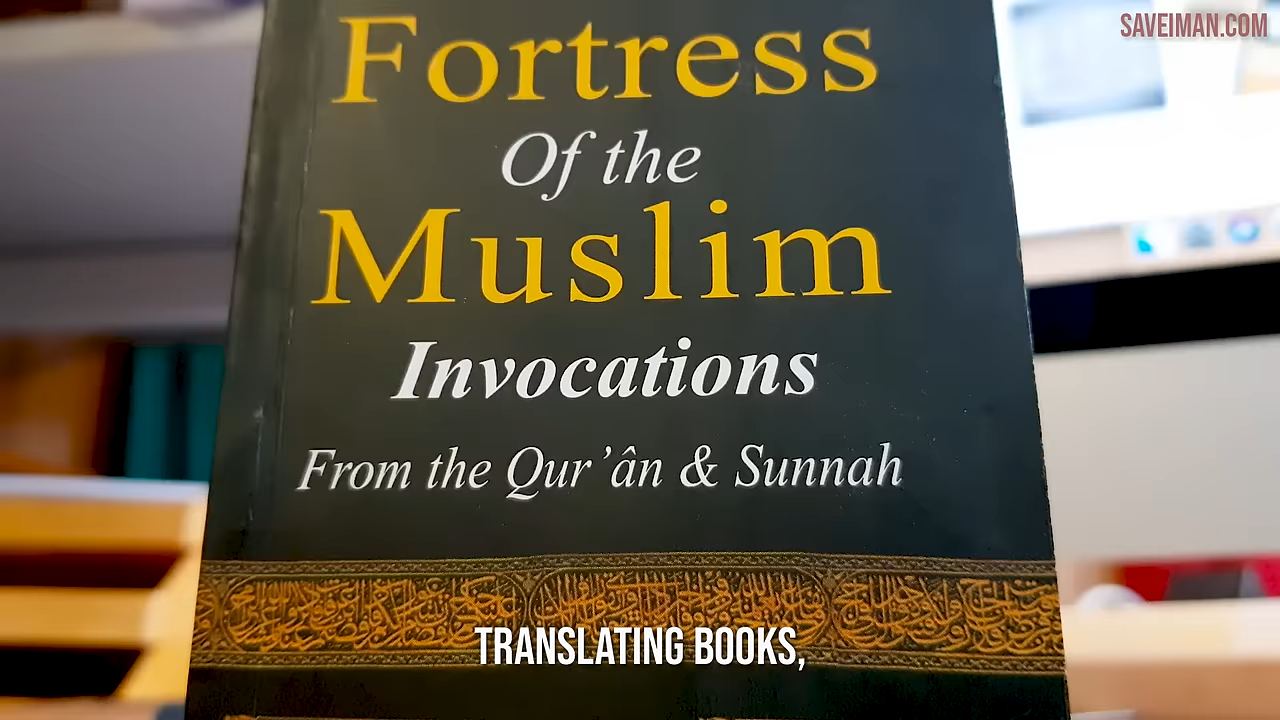 SAVEIMAN.COM
Fortress
Of the
Muslim
Invocations
From the Qur'ân & Sunnah
TRANSLATING BOOKS,